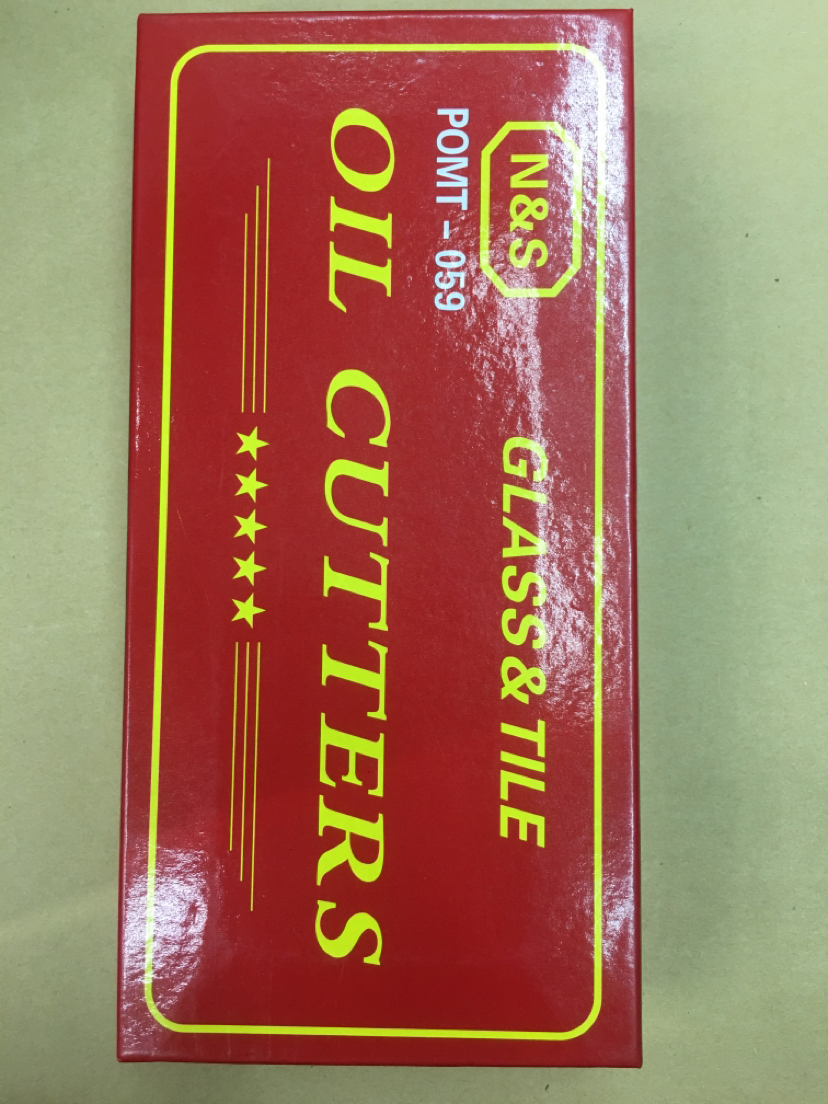 N&S
POMT - 059
GLASS & TILE
OIL CUTTERS